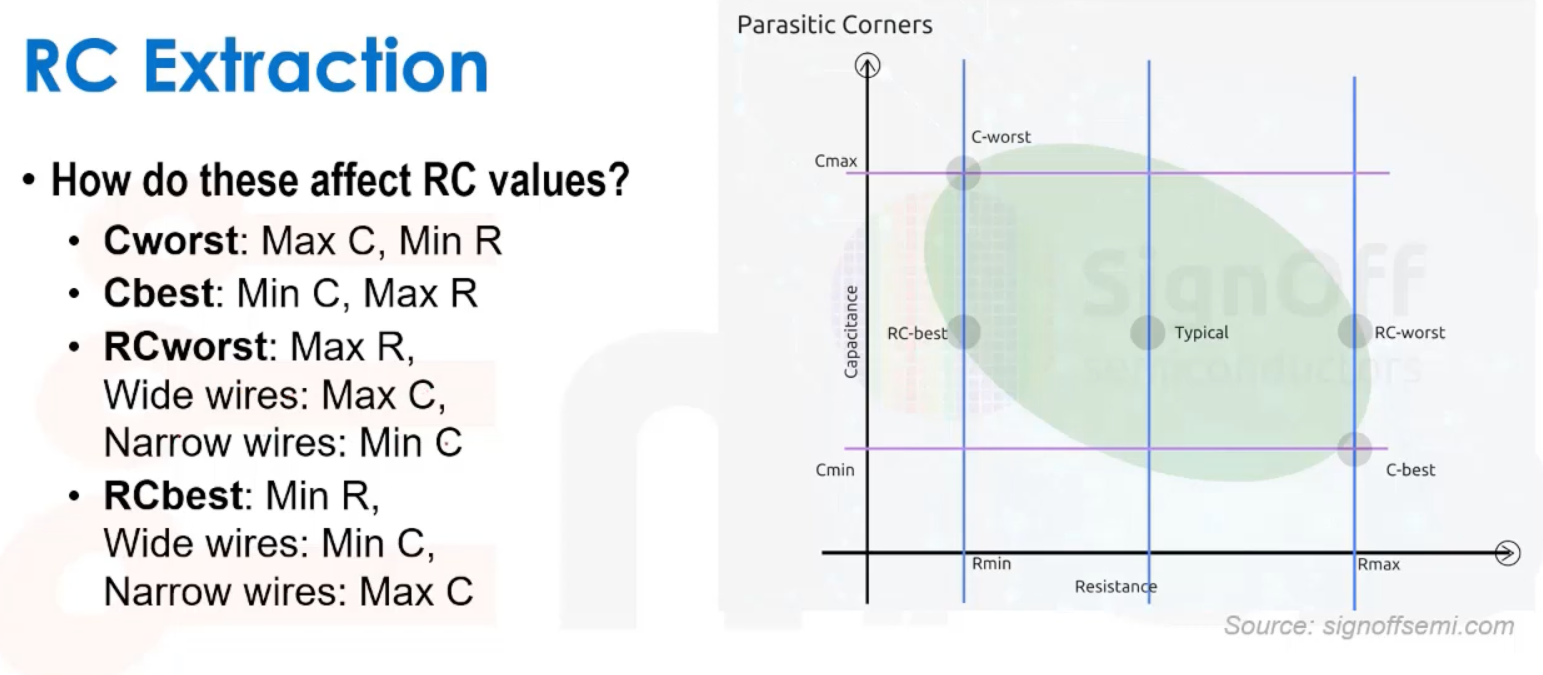 RC Extraction
• How do these affect RC values?
• Cworst: Max C, Min R
• Cbest: Min C, Max R
• RCworst: Max R,
Wide wires: Max C,
Narrow wires: Min C
• RCbest: Min R,
Wide wires: Min C,
Narrow wires: Max C
Parasitic Corners
C-worst
Cmax
Capacitance
RC-best
Typical
RC-worst
Cmin
C-best
Rmin
Rmax
Resistance
SignOff
semiconductors
Source: signoffsemi.com